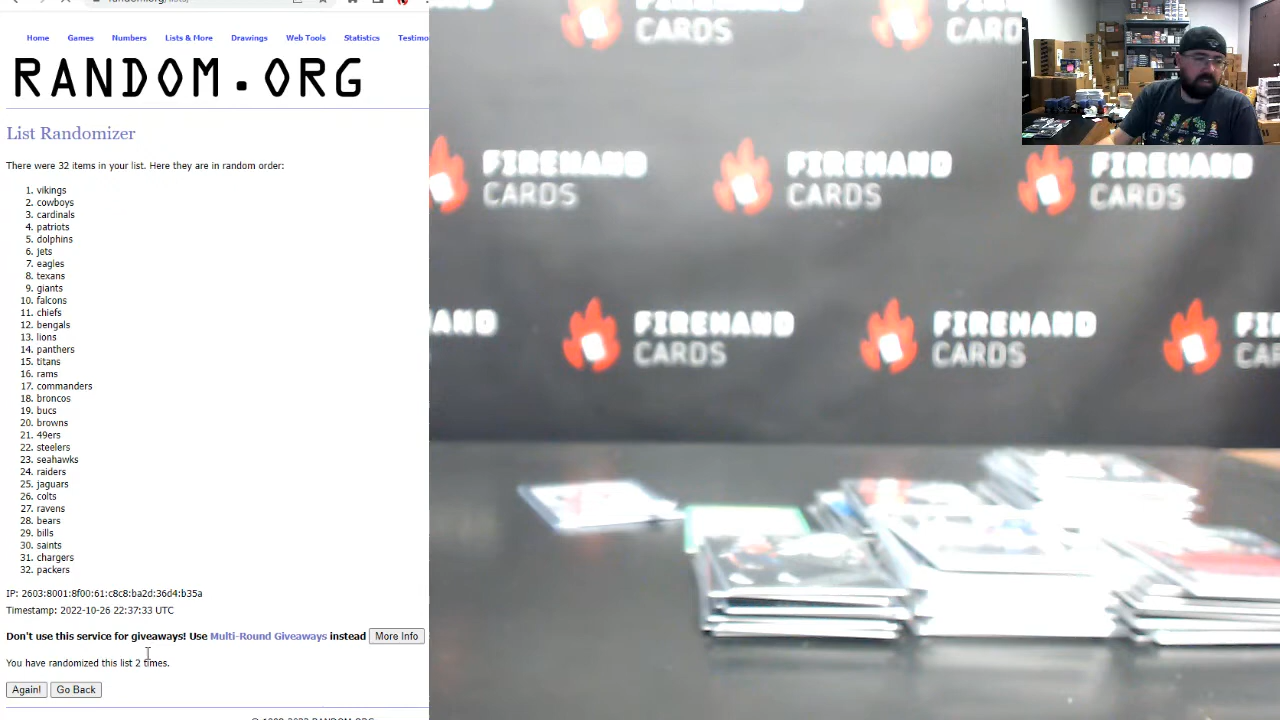 Home Games Numbers Lists & More Drawings Web Tools Statistics
RANDOM.ORG
List Randomizer
There were 32 items in your list. Here they are in random order:
1. vikings
2. cowboys
3. cardinals
4. patriots
5. dolphins
6. jets
7. eagles
8. texans
9. giants
10. falcons
11. chiefs
12. bengals
13. lions
14. panthers
15. titans
16. rams
17. commanders
18. broncos
19. bucs
20. browns
21. 49ers
22. steelers
23. seahawks
24. raiders
25. jaguars
26. colts
27. ravens
28. bears
29. bills
30. saints
31. chargers
32. packers
IP: 2603:8001:8f00:61:c8c8:ba2d:36d4:b35a
Timestamp: 2022-10-26 22:37:33 UTC
Don't use this service for giveaways! Use Multi-Round Giveaways instead More Info
You have randomized this list 2 times.
Again! Go Back
FIREHAND
CARDS
FIREHAND
CARDS
FIREHAND
CARDS
FIREHAND
CARDS
FIREHAND
CARDS
CARDS